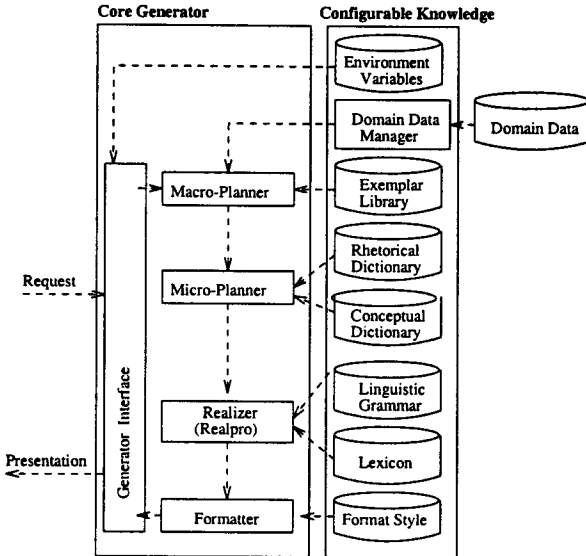 Core Generator
Configurable Knowledge
Environment
Variables
Domain Data
Manager
Domain Data
Macro-Planner
Exemplar
Library
Rhetorical
Dictionary
Request
Micro-Planner
Conceptual
Dictionary
Generator Interface
Linguistic
Grammar
Realizer
(Realpro)
Presentation
Lexicon
Formatter
Format Style